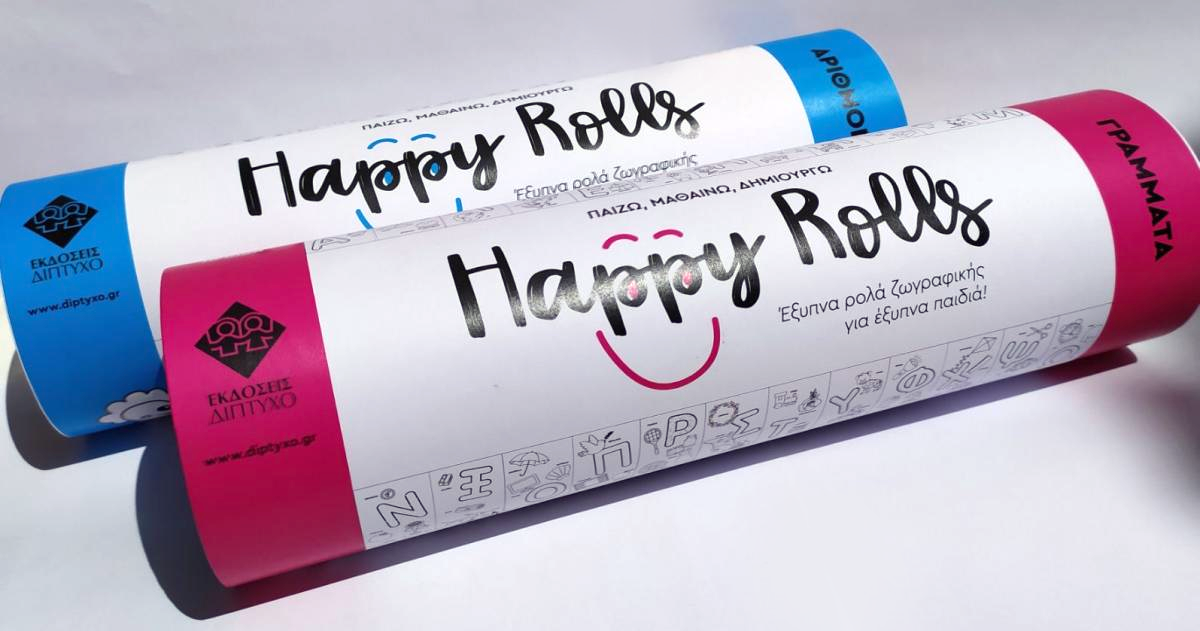 ΠΑΙΖΩ, ΜΑΘΑΙΝΩ, ΔΗΜΙΟΥΡΓΩ
Happy Rolls
Έξυπνα ρολά ζωγραφικής
ΑΡΙΘΜΟΙ
ΕΚΔΟΣΕΙΣ
ΔΙΠΤΥΧΟ
www.diptyxo.gr
ΠΑΙΖΩ, ΜΑΘΑΙΝΩ, ΔΗΜΙΟΥΡΓΩ
Happy Rolls
Έξυπνα ρολά ζωγραφικής
για έξυπνα παιδιά!
ΓΡΑΜΜΑΤΑ
ΕΚΔΟΣΕΙΣ
ΔΙΠΤΥΧΟ
www.diptyxo.gr
Ν Ξ Ο Π Ρ Σ Τ Υ Φ Χ Ψ